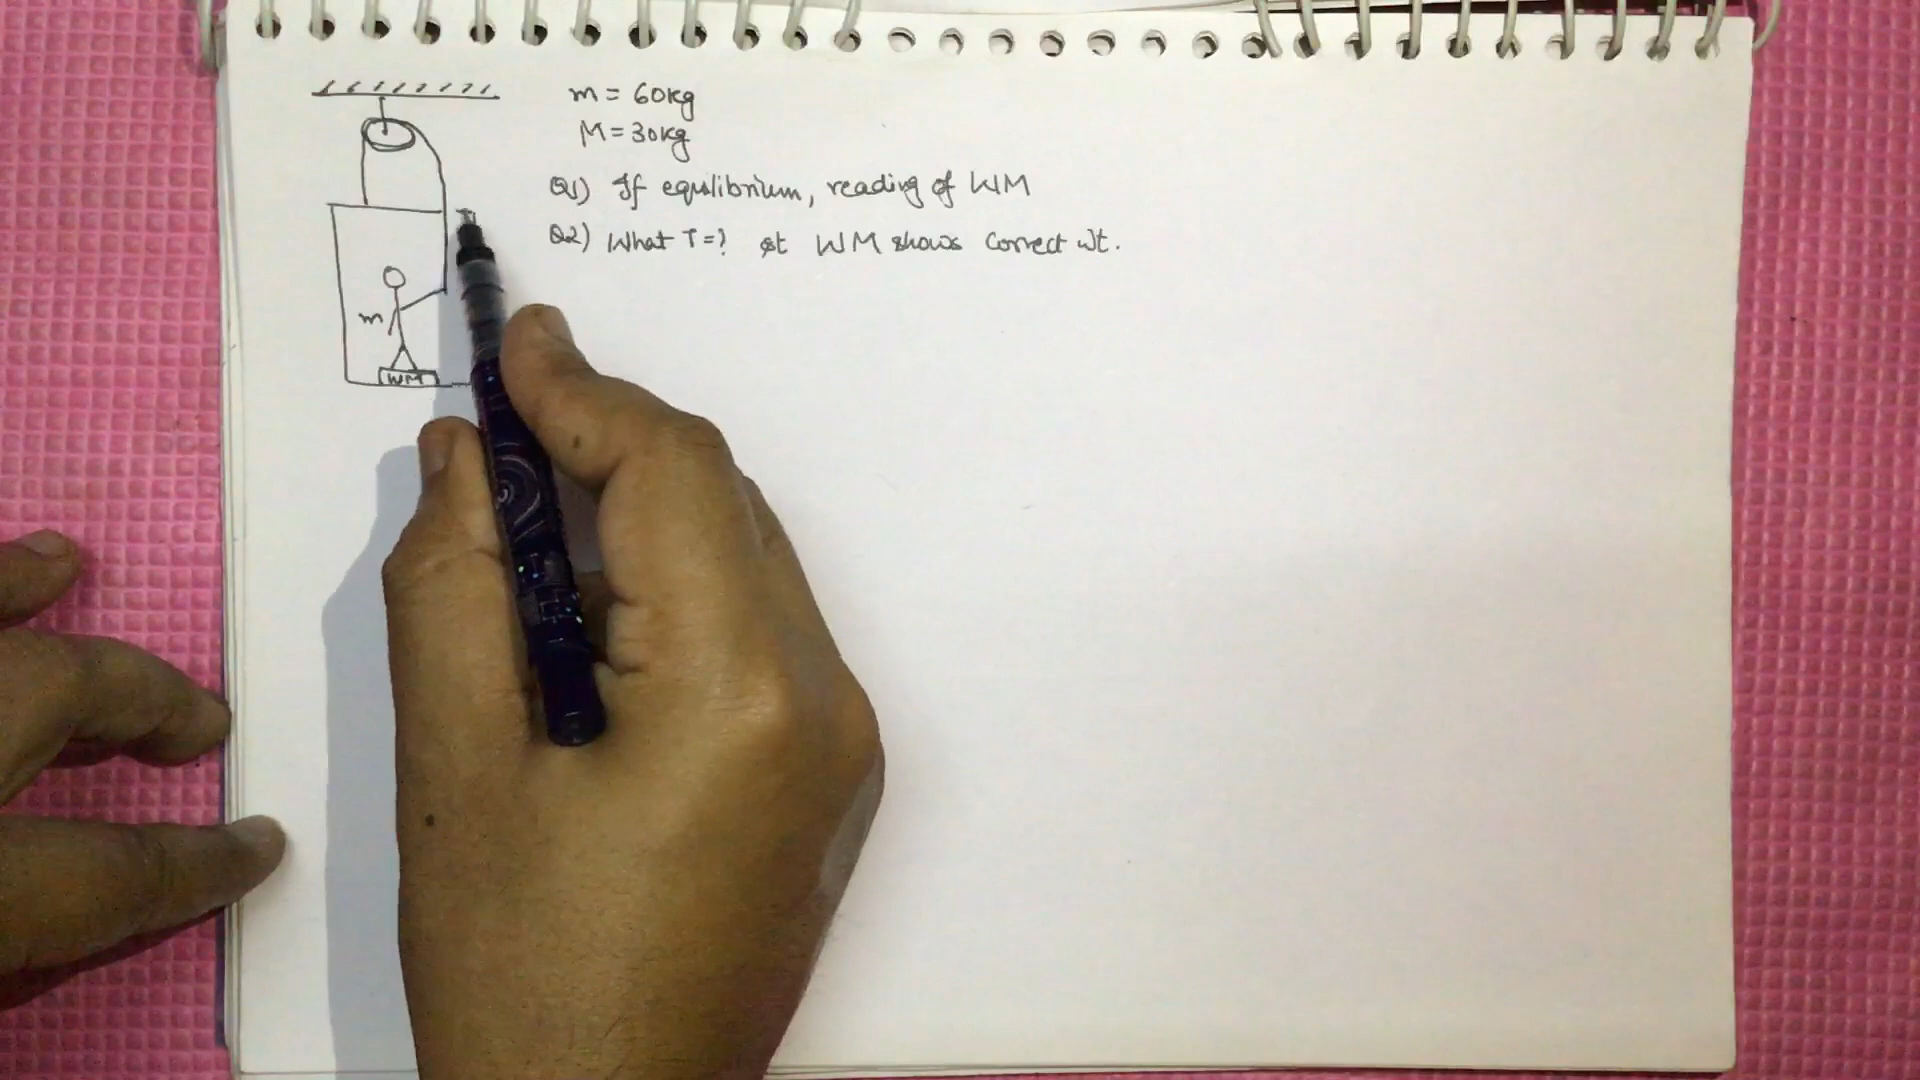 m = 60kg
M = 30kg
Q1) If equilibrium, reading of WM
Q2) What T = ? st WM shows correct wt.
m
WM